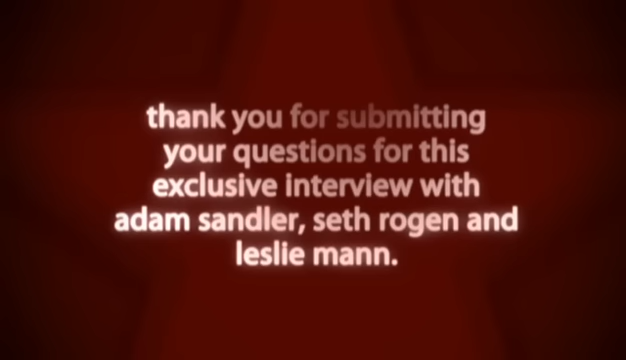 thank you for submitting
your questions for this
exclusive interview with
adam sandler, seth rogen and
leslie mann.